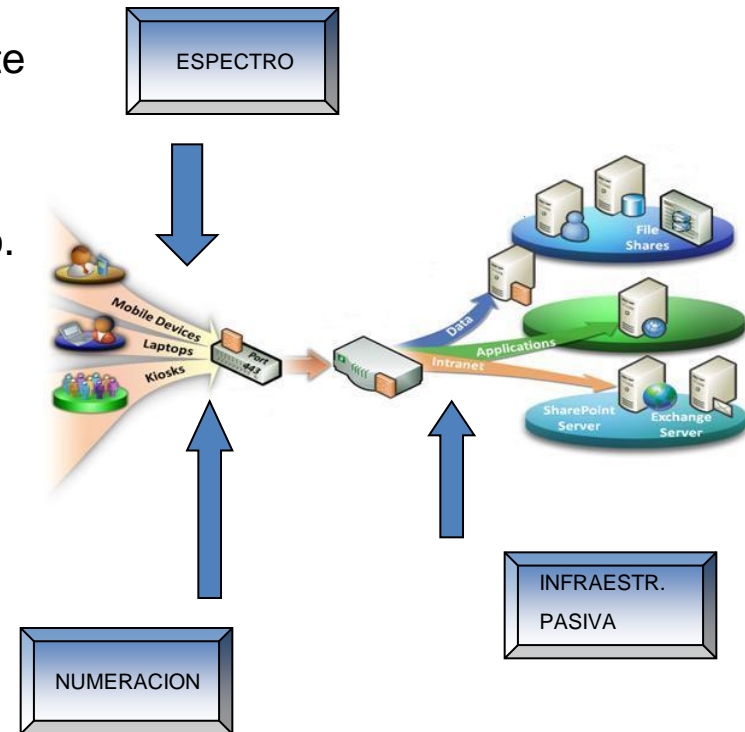 te
ESPECTRO
o.
File
Shares
Mobile Devices
Laptops
Kiosks
Port
443
Data
Applications
Intranet
SharePoint
Server
Exchange
Server
INFRAESTR.
PASIVA
NUMERACION